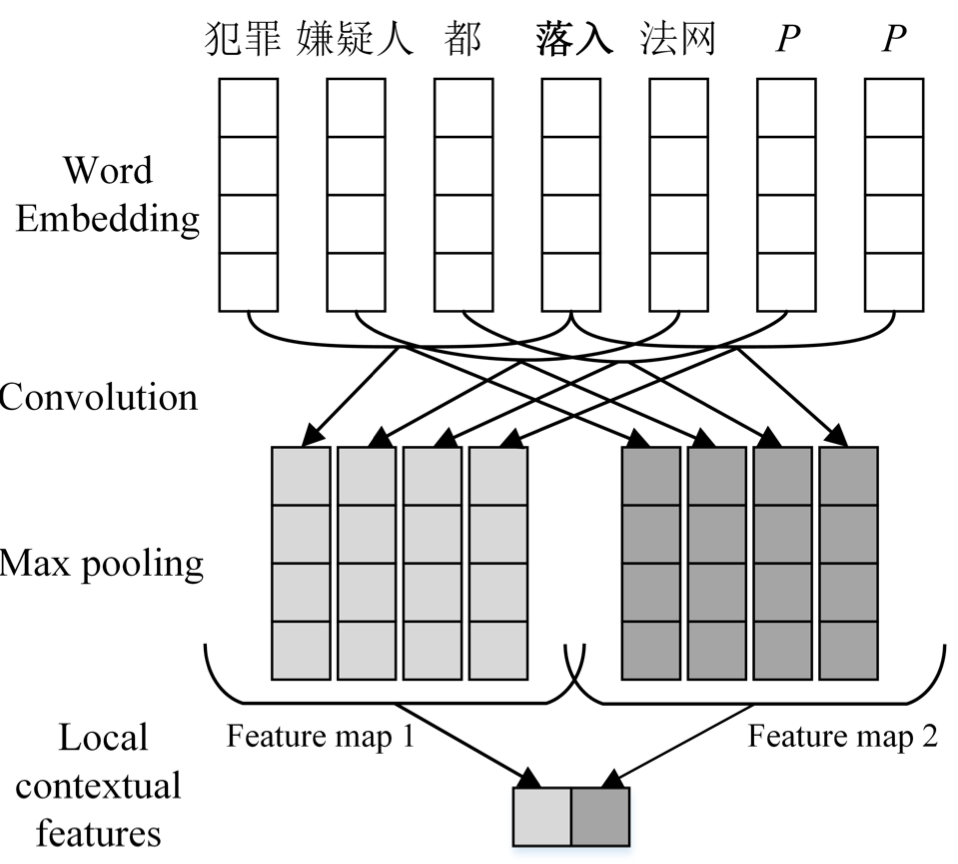 犯罪 嫌疑人 都 落入 法网 P P
Word
Embedding
Convolution
Max pooling
Feature map 1
Feature map 2
Local
contextual
features